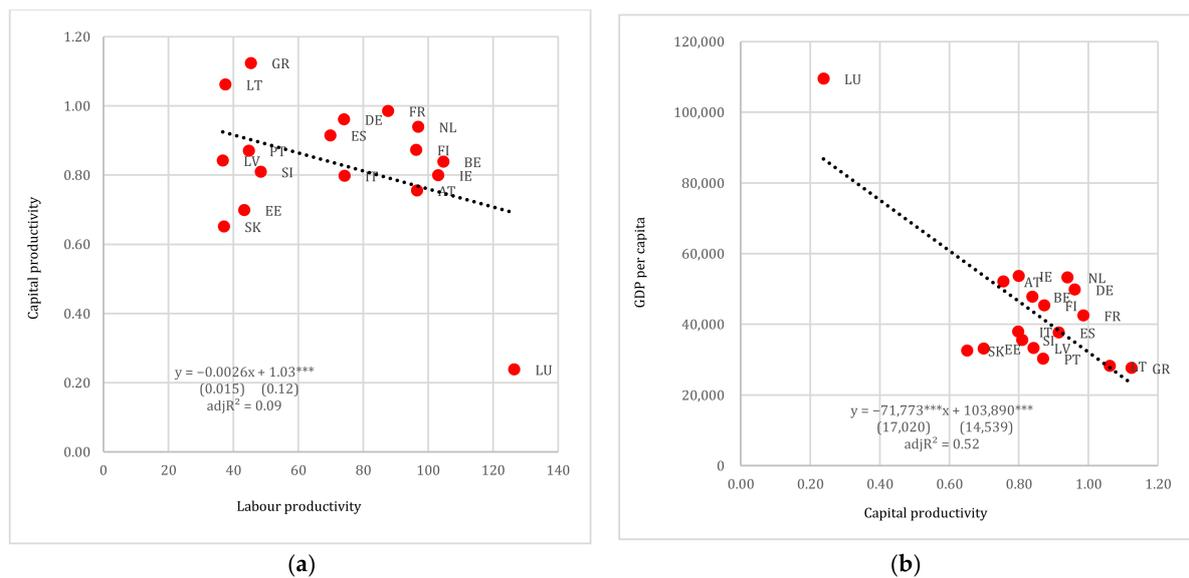 1.20
1.00
0.80
0.60
0.40
0.20
0.00
0 20 40 60 80 100 120 140
Capital productivity
Labour productivity
GR
LT
DE
FR
ES
NL
PT
FI
LV
BE
SI
IT
IE
AT
EE
SK
LU
y = −0.0026x + 1.03***
(0.015) (0.12)
adjR² = 0.09
(a)
120,000
100,000
80,000
60,000
40,000
20,000
0
0.00 0.20 0.40 0.60 0.80 1.00 1.20
GDP per capita
Capital productivity
LU
IE
NL
AT
DE
BE
FI
FR
IT
ES
SI
SK
EE
LV
PT
LT
GR
y = −71,773***x + 103,890***
(17,020) (14,539)
adjR² = 0.52
(b)